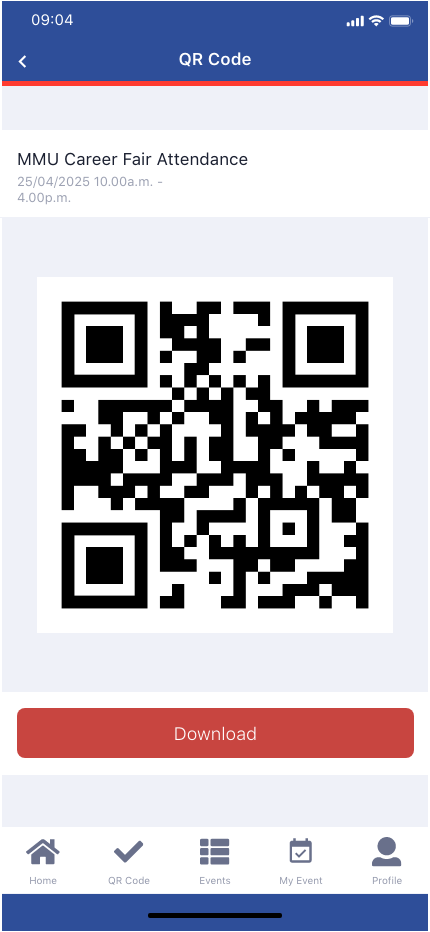 09:04
QR Code
MMU Career Fair Attendance
25/04/2025 10.00a.m. -
4.00p.m.
Download
Home
QR Code
Events
My Event
Profile